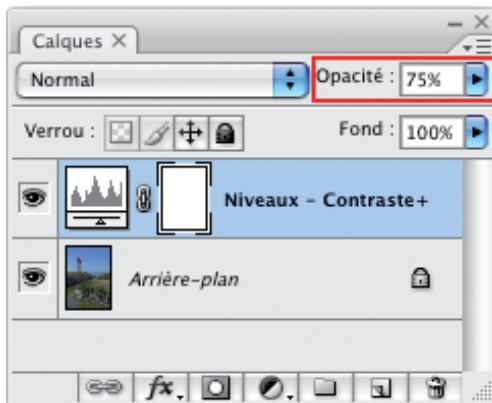 Calques
Normal Opacité : 75%
Verrou : Fond : 100%
Niveaux - Contraste+
Arrière-plan
fx.